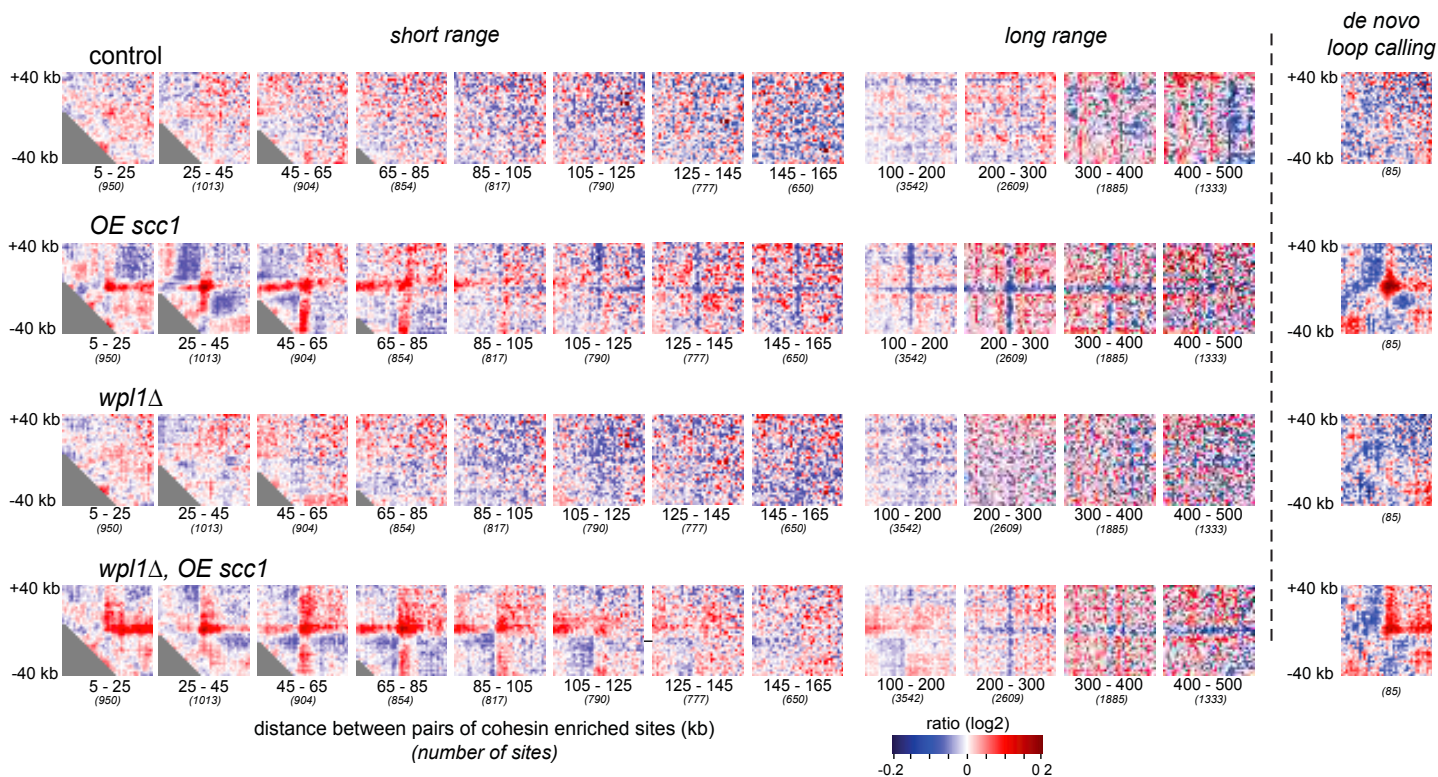 short range
long range
de novo
loop calling
control
+40 kb
-40 kb
+40 kb
-40 kb
5 - 25
25 - 45
45 - 65
65 - 85
85 - 105
105 - 125
125 - 145
145 - 165
100 - 200
200 - 300
300 - 400
400 - 500
(950)
(1013)
(904)
(854)
(817)
(790)
(777)
(650)
(3542)
(2609)
(1885)
(1333)
(85)
OE scc1
+40 kb
-40 kb
+40 kb
-40 kb
5 - 25
25 - 45
45 - 65
65 - 85
85 - 105
105 - 125
125 - 145
145 - 165
100 - 200
200 - 300
300 - 400
400 - 500
(950)
(1013)
(904)
(854)
(817)
(790)
(777)
(650)
(3542)
(2609)
(1885)
(1333)
(85)
wpl1Δ
+40 kb
-40 kb
+40 kb
-40 kb
5 - 25
25 - 45
45 - 65
65 - 85
85 - 105
105 - 125
125 - 145
145 - 165
100 - 200
200 - 300
300 - 400
400 - 500
(950)
(1013)
(904)
(854)
(817)
(790)
(777)
(650)
(3542)
(2609)
(1885)
(1333)
(85)
wpl1Δ, OE scc1
+40 kb
-40 kb
+40 kb
-40 kb
5 - 25
25 - 45
45 - 65
65 - 85
85 - 105
105 - 125
125 - 145
145 - 165
100 - 200
200 - 300
300 - 400
400 - 500
(950)
(1013)
(904)
(854)
(817)
(790)
(777)
(650)
(3542)
(2609)
(1885)
(1333)
(85)
distance between pairs of cohesin enriched sites (kb)
(number of sites)
ratio (log2)
-0.2
0
0 2